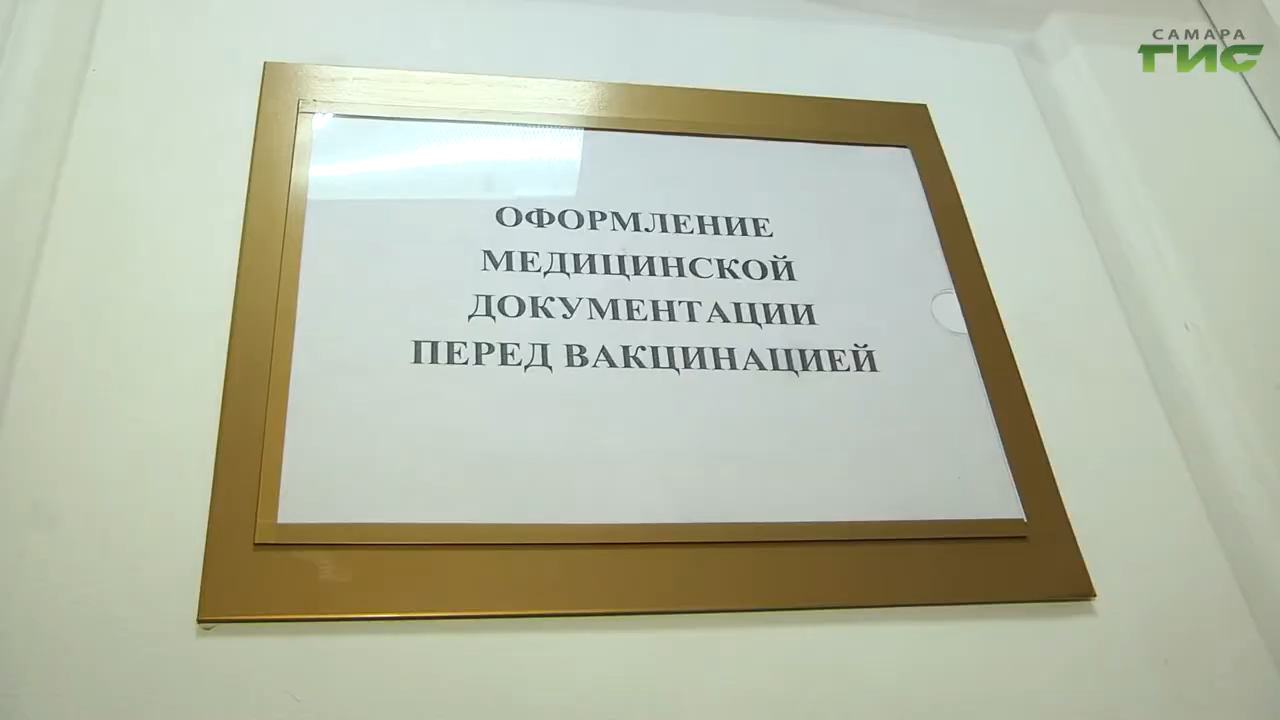 САМАРА
ГИС
ОФОРМЛЕНИЕ
МЕДИЦИНСКОЙ
ДОКУМЕНТАЦИИ
ПЕРЕД ВАКЦИНАЦИЕЙ